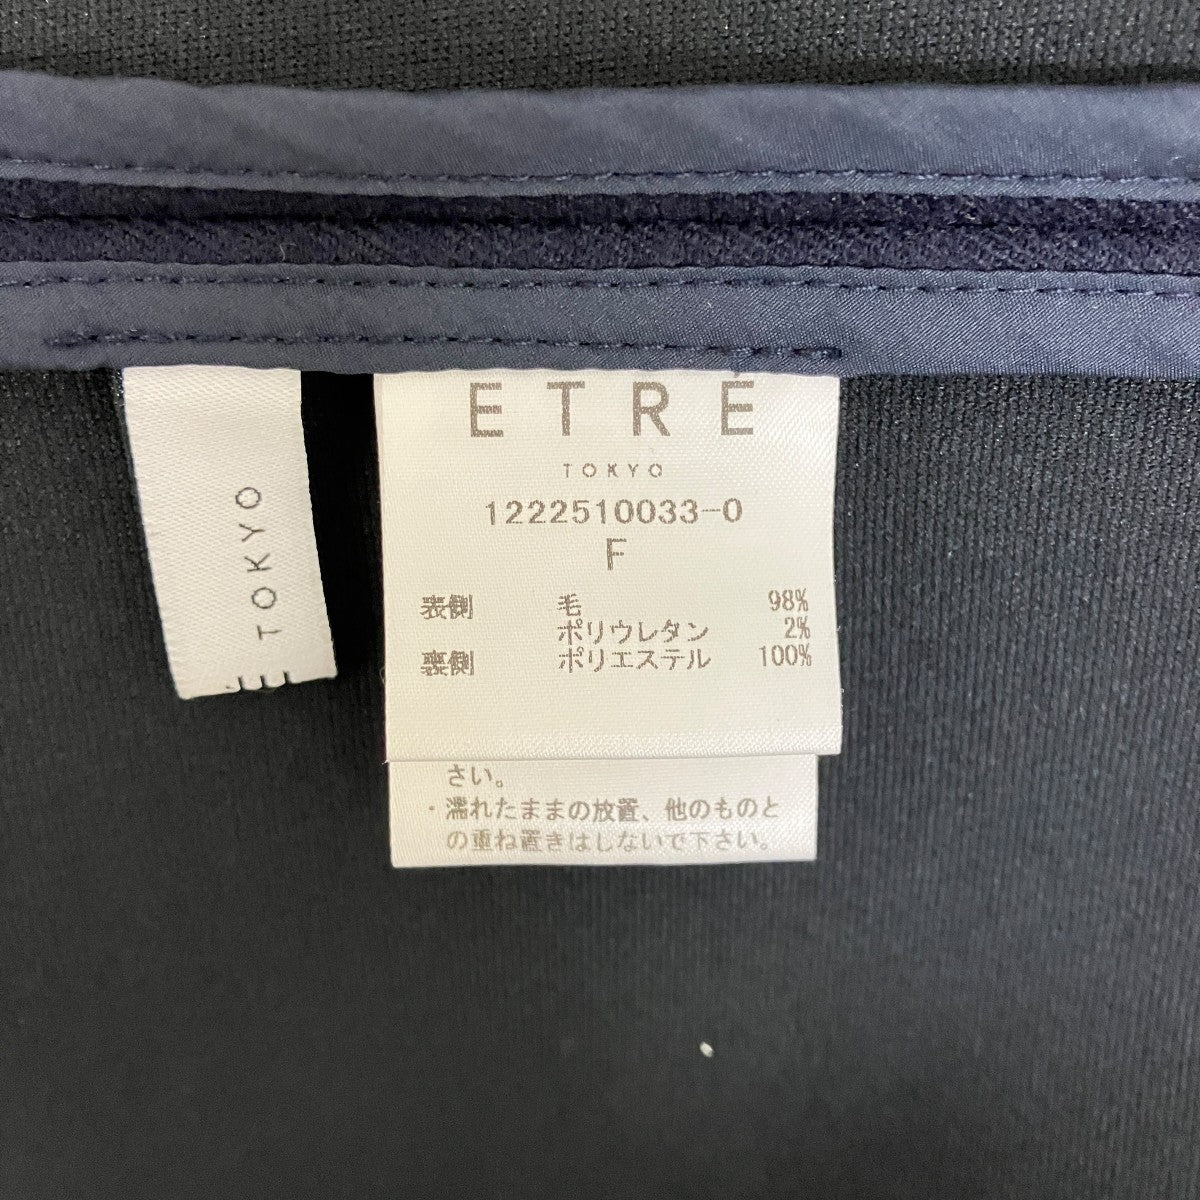 ETRÉ
TOKYO
1222510033-0
F
表側 毛 98%
ポリウレタン 2%
裏側 ポリエステル 100%
さい。
・濡れたままの放置、他のものと
の重ね置きはしないで下さい。
É TOKYO